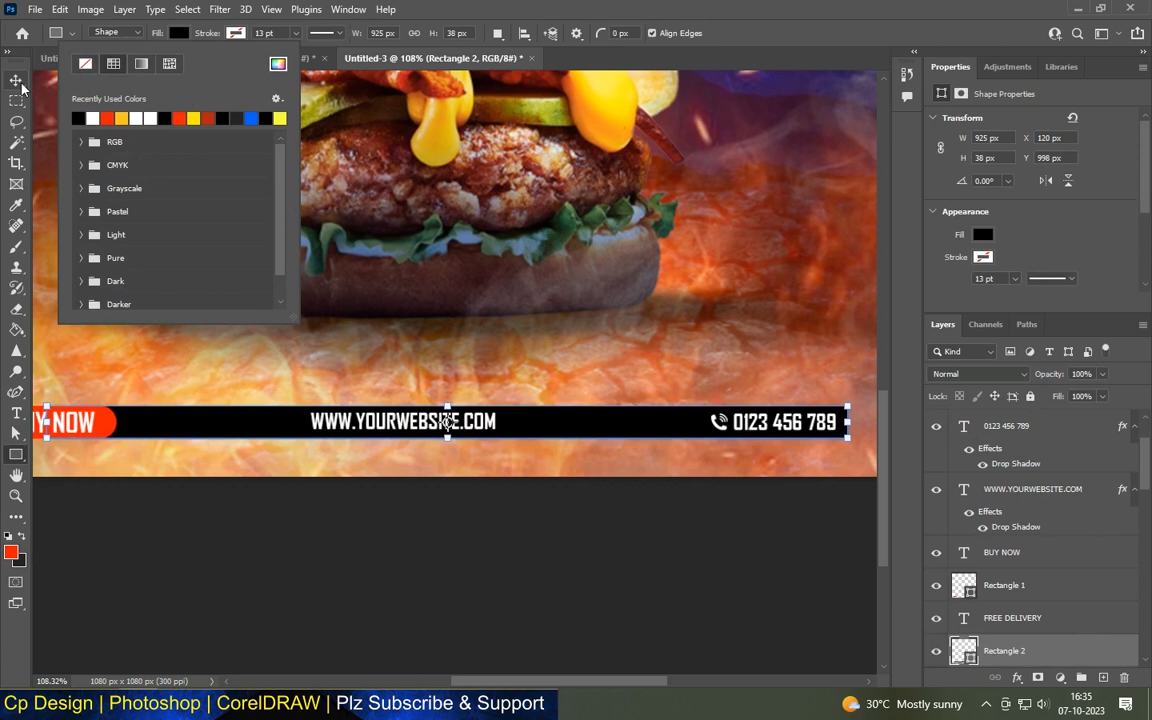 Ps File Edit Image Layer Type Select Filter 3D View Plugins Window Help
Shape Fill: Stroke: 13 pt W: 925 px H: 38 px 0 px Align Edges
Untitled-3 @ 108% (Rectangle 2, RGB/8#) *
Recently Used Colors
RGB
CMYK
Grayscale
Pastel
Light
Pure
Dark
Darker
NOW WWW.YOURWEBSITE.COM 0123 456 789
108.32% 1080 px x 1080 px (300 ppi)
Properties Adjustments Libraries
Shape Properties
Transform
W 925 px X 120 px
H 38 px Y 998 px
0.00°
Appearance
Fill
Stroke
13 pt
Layers Channels Paths
Kind
Normal Opacity: 100%
Lock: Fill: 100%
0123 456 789 fx
Effects
Drop Shadow
WWW.YOURWEBSITE.COM fx
Effects
Drop Shadow
BUY NOW
Rectangle 1
FREE DELIVERY
Rectangle 2
Cp Design | Photoshop | CorelDRAW | Plz Subscribe & Support
30°C Mostly sunny
16:35
07-10-2023